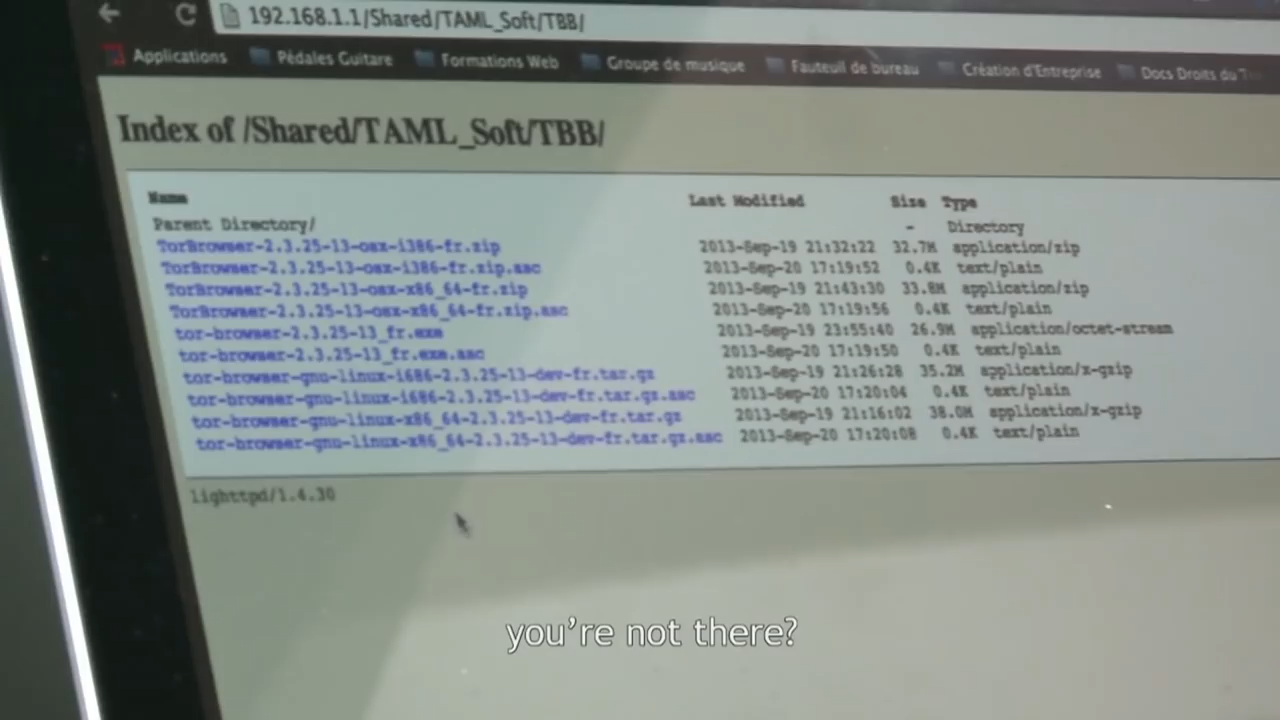 192.168.1.1/Shared/TAML_Soft/TBB/
Applications Pédales Guitare Formations Web Groupe de musique Fauteuil de bureau Création d'Entreprise Docs Droits du
Index of /Shared/TAML_Soft/TBB/
Name Last Modified Size Type
Parent Directory/ - Directory
TorBrowser-2.3.25-13-osx-i386-fr.zip 2013-Sep-19 21:32:22 32.7M application/zip
TorBrowser-2.3.25-13-osx-i386-fr.zip.asc 2013-Sep-20 17:19:52 0.4K text/plain
TorBrowser-2.3.25-13-osx-x86_64-fr.zip 2013-Sep-19 21:43:30 33.8M application/zip
TorBrowser-2.3.25-13-osx-x86_64-fr.zip.asc 2013-Sep-20 17:19:56 0.4K text/plain
tor-browser-2.3.25-13_fr.exe 2013-Sep-19 23:55:40 26.9M application/octet-stream
tor-browser-2.3.25-13_fr.exe.asc 2013-Sep-20 17:19:50 0.4K text/plain
tor-browser-gnu-linux-i686-2.3.25-13-dev-fr.tar.gz 2013-Sep-19 21:26:28 35.2M application/x-gzip
tor-browser-gnu-linux-i686-2.3.25-13-dev-fr.tar.gz.asc 2013-Sep-20 17:20:04 0.4K text/plain
tor-browser-gnu-linux-x86_64-2.3.25-13-dev-fr.tar.gz 2013-Sep-19 21:16:02 38.0M application/x-gzip
tor-browser-gnu-linux-x86_64-2.3.25-13-dev-fr.tar.gz.asc 2013-Sep-20 17:20:08 0.4K text/plain
lighttpd/1.4.30
you're not there?